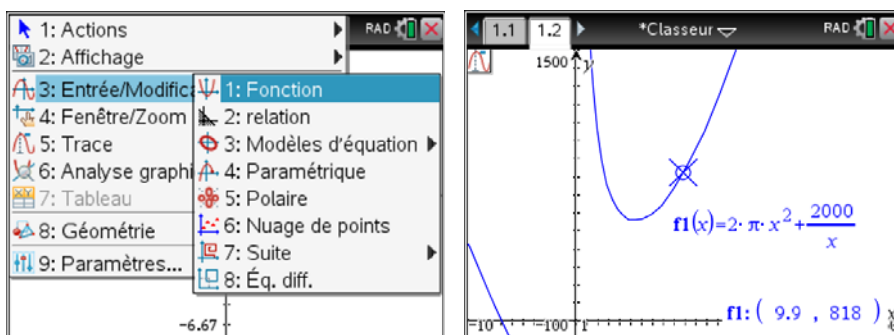 1: Actions
RAD
2: Affichage
3: Entrée/Modifica
1: Fonction
4: Fenêtre/Zoom
2: relation
5: Trace
3: Modèles d'équation
6: Analyse graphi
4: Paramétrique
7: Tableau
5: Polaire
8: Géométrie
6: Nuage de points
9: Paramètres...
7: Suite
8: Éq. diff.
-6.67
1.1 1.2 *Classeur RAD
1500 y
f1(x)=2·π·x²+2000/x
f1:( 9.9 , 818 )
-10 -100 1 x